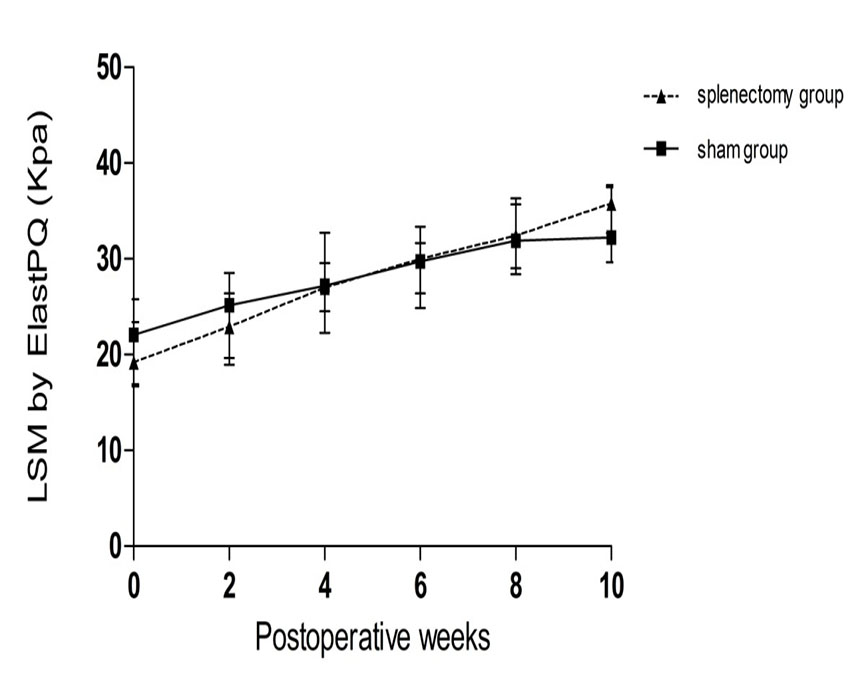 50
40
30
20
10
0
LSM by ElastPQ (Kpa)
0 2 4 6 8 10
Postoperative weeks
splenectomy group
sham group